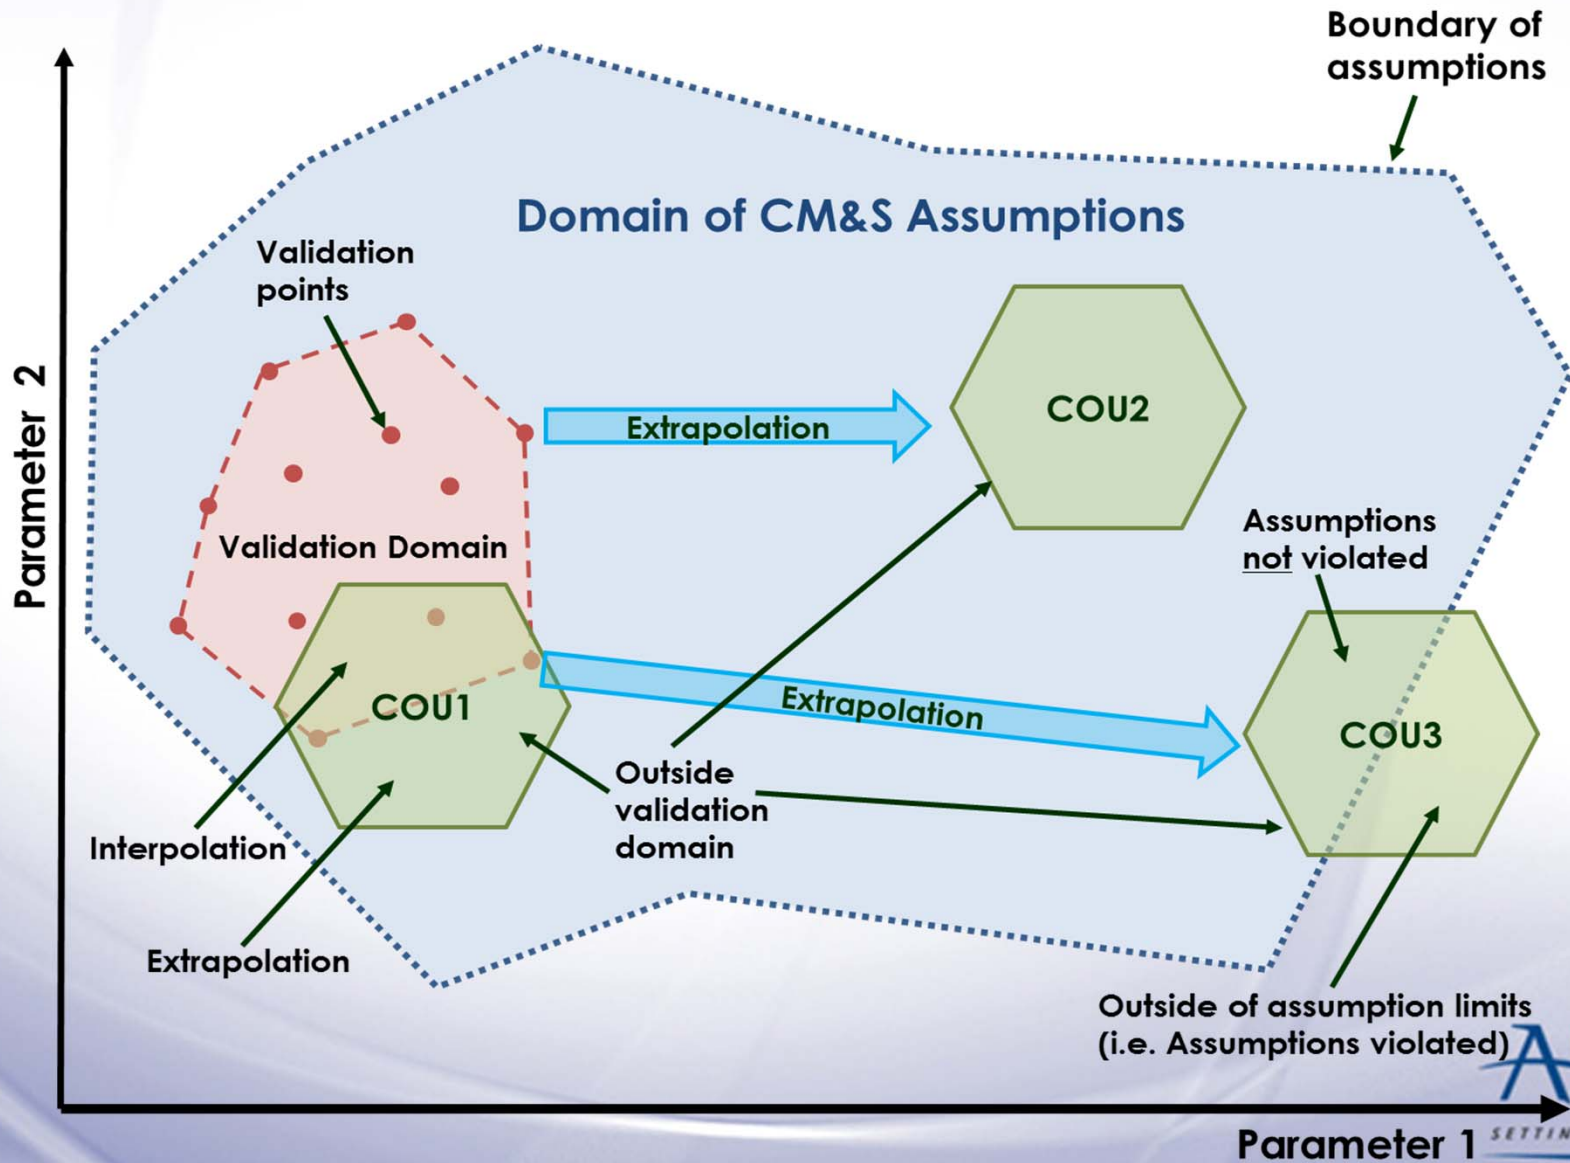 Boundary of
assumptions
Domain of CM&S Assumptions
Validation
points
Parameter 2
Extrapolation
COU2
Assumptions
not violated
Validation Domain
COU1
Extrapolation
COU3
Outside
validation
domain
Interpolation
Extrapolation
Outside of assumption limits
(i.e. Assumptions violated)
Parameter 1